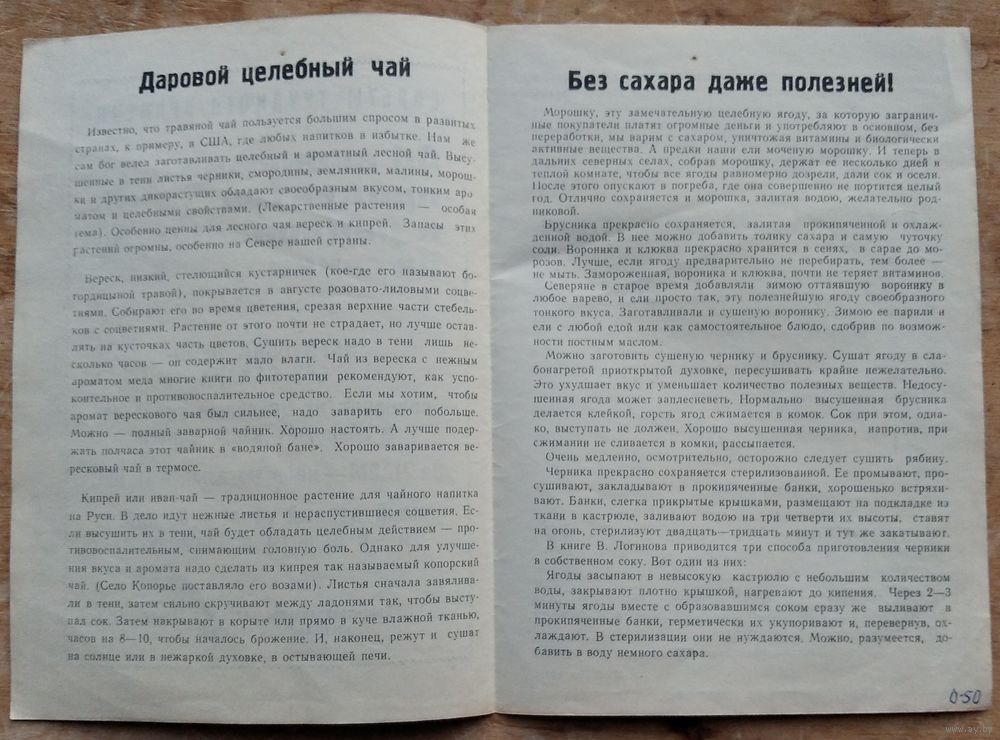 Даровой целебный чай
Известно, что травяной чай пользуется большим спросом в развитых
странах, к примеру, в США, где любых напитков в избытке. Нам же
сам бог велел заготавливать целебный и ароматный лесной чай. Высу-
шенные в тени листья черники, смородины, земляники, малины, морош-
ки и других дикорастущих обладают своеобразным вкусом, тонким аро-
матом и целебными свойствами. (Лекарственные растения — особая
тема). Особенно ценны для лесного чая вереск и кипрей. Запасы этих
растений огромны, особенно на Севере нашей страны.
Вереск, низкий, стелющийся кустарничек (кое-где его называют бо-
гордицыной травой), покрывается в августе розовато-лиловыми соцве-
тиями. Собирают его во время цветения, срезая верхние части стебель-
ков с соцветиями. Растение от этого почти не страдает, но лучше остав-
лять на кусточках часть цветов. Сушить вереск надо в тени лишь не-
сколько часов — он содержит мало влаги. Чай из вереска с нежным
ароматом меда многие книги по фитотерапии рекомендуют, как успо-
коительное и противовоспалительное средство. Если мы хотим, чтобы
аромат верескового чая был сильнее, надо заварить его побольше.
Можно — полный заварной чайник. Хорошо настоять. А лучше подер-
жать полчаса этот чайник в «водяной бане». Хорошо заваривается ве-
ресковый чай в термосе.
Кипрей или иван-чай — традиционное растение для чайного напитка
на Руси. В дело идут нежные листья и нераспустившиеся соцветия. Ес-
ли высушить их в тени, чай будет обладать целебным действием — про-
тивовоспалительным, снимающим головную боль. Однако для улучше-
ния вкуса и аромата надо сделать из кипрея так называемый копорский
чай. (Село Копорье поставляло его возами). Листья сначала завялива-
ли в тени, затем сильно скручивают между ладонями так, чтобы высту-
пал сок. Затем накрывают в корыте или прямо в куче влажной тканью,
часов на 8—10, чтобы началось брожение. И, наконец, режут и сушат
на солнце или в нежаркой духовке, в остывающей печи.
Без сахара даже полезней!
Морошку, эту замечательную целебную ягоду, за которую загранич-
ные покупатели платят огромные деньги и употребляют в основном, без
переработки, мы варим с сахаром, уничтожая витамины и биологически
активные вещества. А предки наши ели моченую морошку. И теперь в
дальних северных селах, собрав морошку, держат ее несколько дней в
теплой комнате, чтобы все ягоды равномерно дозрели, дали сок и осели.
После этого опускают в погреба, где она совершенно не портится целый
год. Отлично сохраняется и морошка, залитая водою, желательно род-
никовой.
Брусника прекрасно сохраняется, залитая прокипяченной и охлаж-
денной водой. В нее можно добавить толику сахара и самую чуточку
соли. Вороника и клюква прекрасно хранится в сенях, в сарае до мо-
розов. Лучше, если ягоду предварительно не перебирать, тем более —
не мыть. Замороженная, вороника и клюква, почти не теряет витаминов.
Северяне в старое время добавляли зимою оттаявшую воронику в
любое варево, и ели просто так, эту полезнейшую ягоду своеобразного
тонкого вкуса. Заготавливали и сушеную воронику. Зимою ее парили и
ели с любой едой или как самостоятельное блюдо, сдобрив по возмож-
ности постным маслом.
Можно заготовить сушеную чернику и бруснику. Сушат ягоду в сла-
бонагретой приоткрытой духовке, пересушивать крайне нежелательно.
Это ухудшает вкус и уменьшает количество полезных веществ. Недосу-
шенная ягода может заплесневеть. Нормально высушенная брусника
делается клейкой, горсть ягод сжимается в комок. Сок при этом, одна-
ко, выступать не должен. Хорошо высушенная черника, напротив, при
сжимании не сливается в комки, рассыпается.
Очень медленно, осмотрительно, осторожно следует сушить рябину.
Черника прекрасно сохраняется стерилизованной. Ее промывают, про-
сушивают, закладывают в прокипяченные банки, хорошенько встряхи-
вают. Банки, слегка прикрытые крышками, размещают на подкладке из
ткани в кастрюле, заливают водою на три четверти их высоты, ставят
на огонь, стерилизуют двадцать—тридцать минут и тут же закатывают.
В книге В. Логинова приводится три способа приготовления черники
в собственном соку. Вот один из них:
Ягоды засыпают в невысокую кастрюлю с небольшим количеством
воды, закрывают плотно крышкой, нагревают до кипения. Через 2—3
минуты ягоды вместе с образовавшимся соком сразу же выливают в
прокипяченные банки, герметически их укупоривают и, перевернув, ох-
лаждают. В стерилизации они не нуждаются. Можно, разумеется, до-
бавить в воду немного сахара.
0-50
www.ay.by